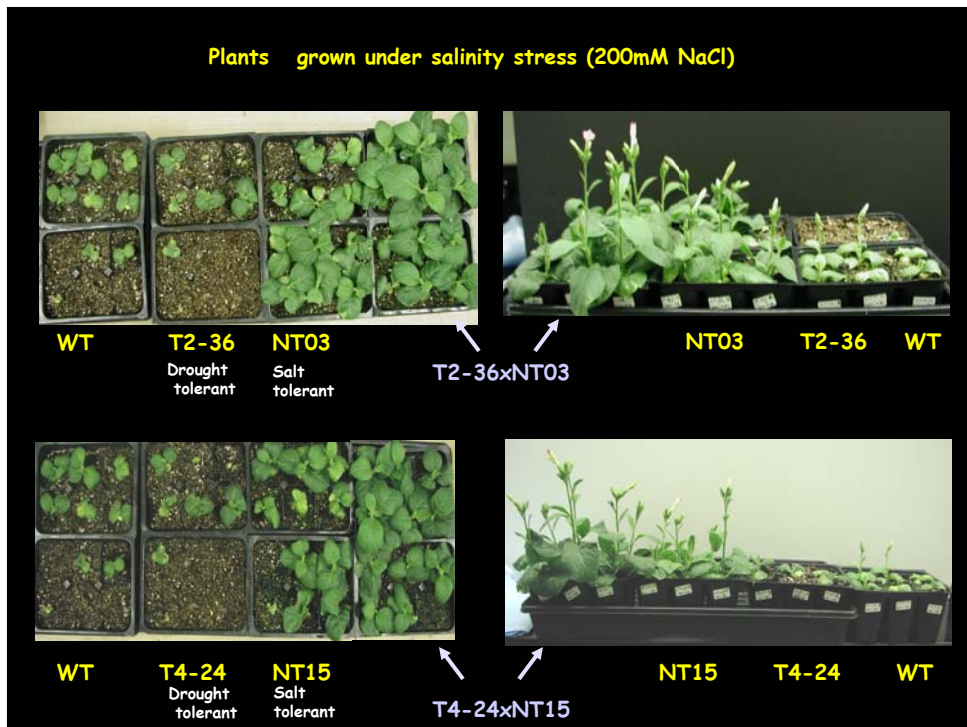 Plants grown under salinity stress (200mM NaCl)
WT T2-36 NT03
Drought tolerant
Salt tolerant
T2-36xNT03
NT03 T2-36 WT
WT T4-24 NT15
Drought tolerant
Salt tolerant
T4-24xNT15
NT15 T4-24 WT